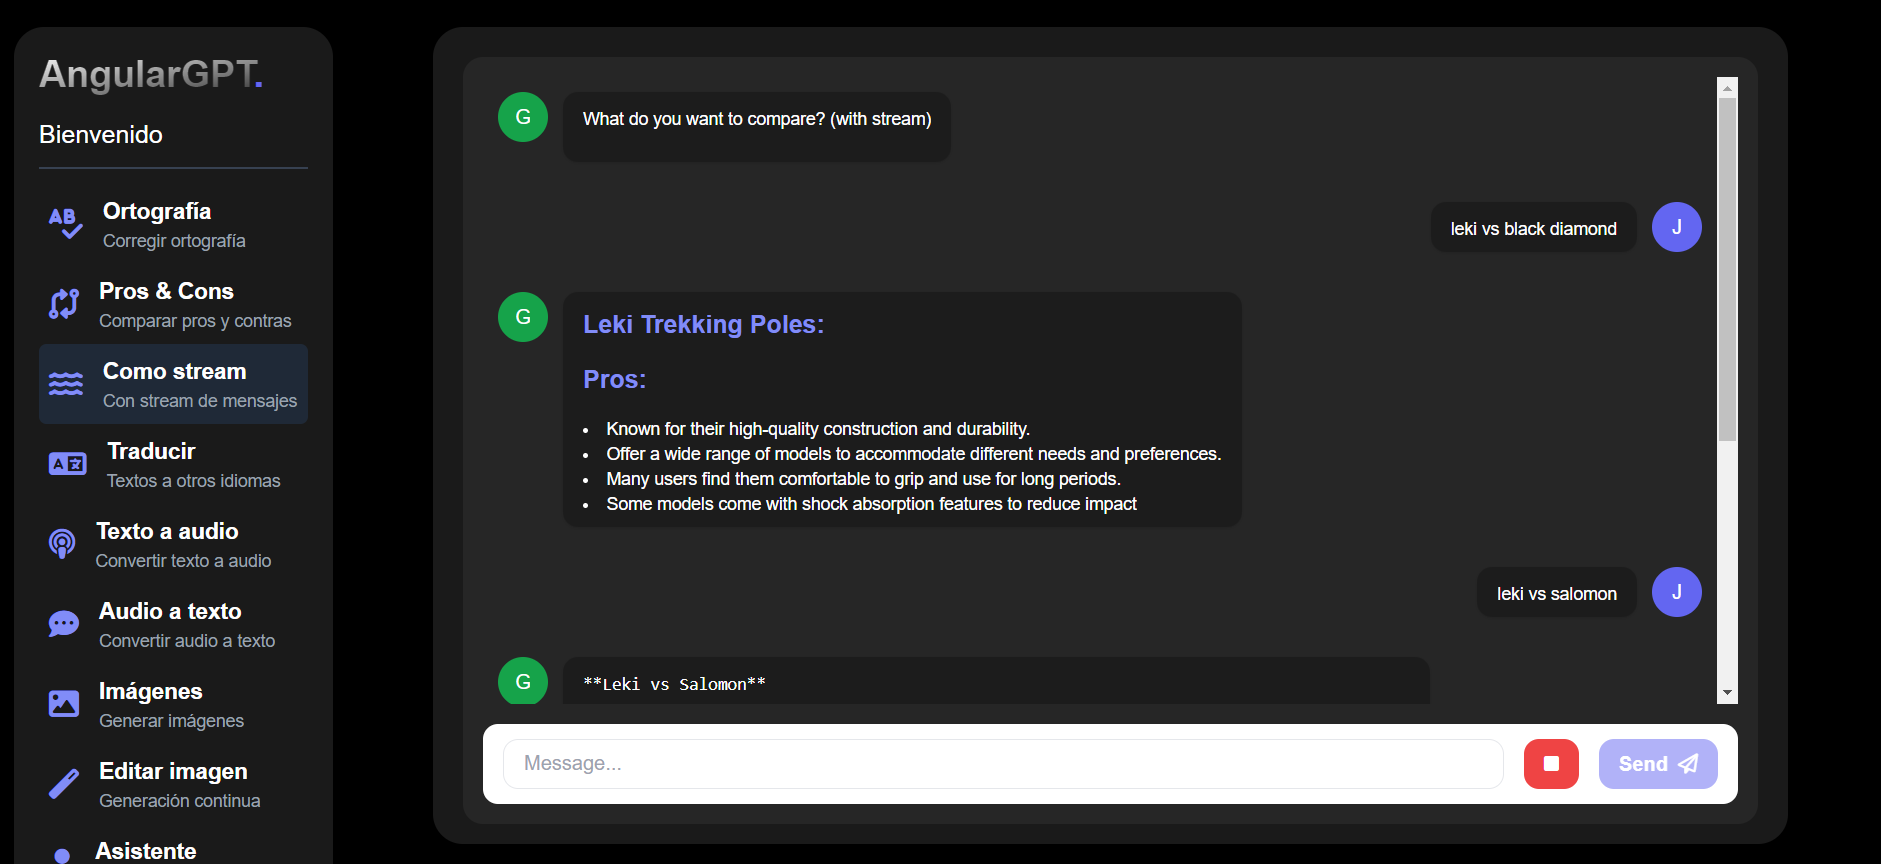 AngularGPT.
Bienvenido
Ortografía
Corregir ortografía
Pros & Cons
Comparar pros y contras
Como stream
Con stream de mensajes
Traducir
Textos a otros idiomas
Texto a audio
Convertir texto a audio
Audio a texto
Convertir audio a texto
Imágenes
Generar imágenes
Editar imagen
Generación continua
Asistente
G
What do you want to compare? (with stream)
leki vs black diamond
J
G
Leki Trekking Poles:
Pros:
• Known for their high-quality construction and durability.
• Offer a wide range of models to accommodate different needs and preferences.
• Many users find them comfortable to grip and use for long periods.
• Some models come with shock absorption features to reduce impact
leki vs salomon
J
G
**Leki vs Salomon**
Message...
Send